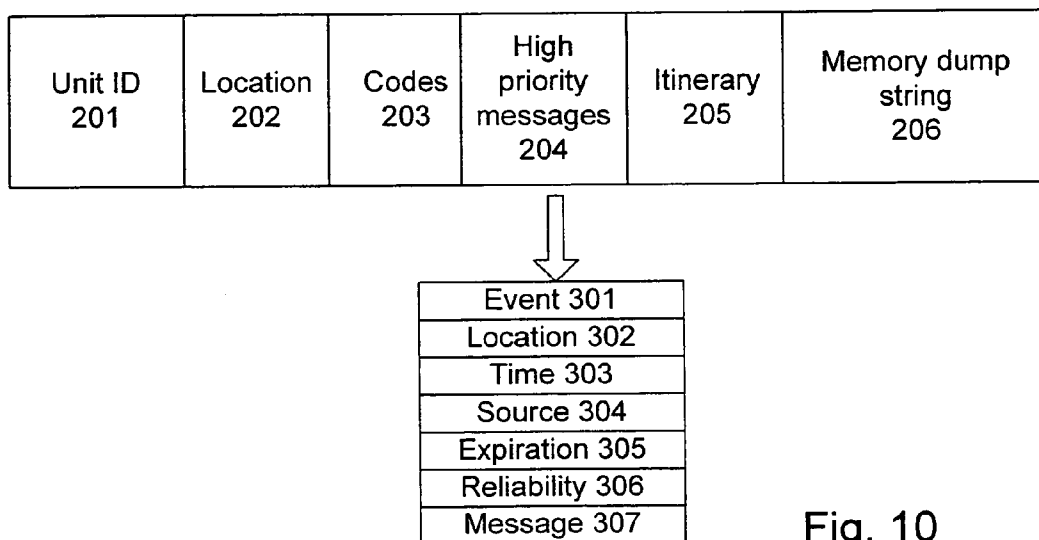 Unit ID
201
Location
202
Codes
203
High
priority
messages
204
Itinerary
205
Memory dump
string
206
Event 301
Location 302
Time 303
Source 304
Expiration 305
Reliability 306
Message 307
Fig. 10